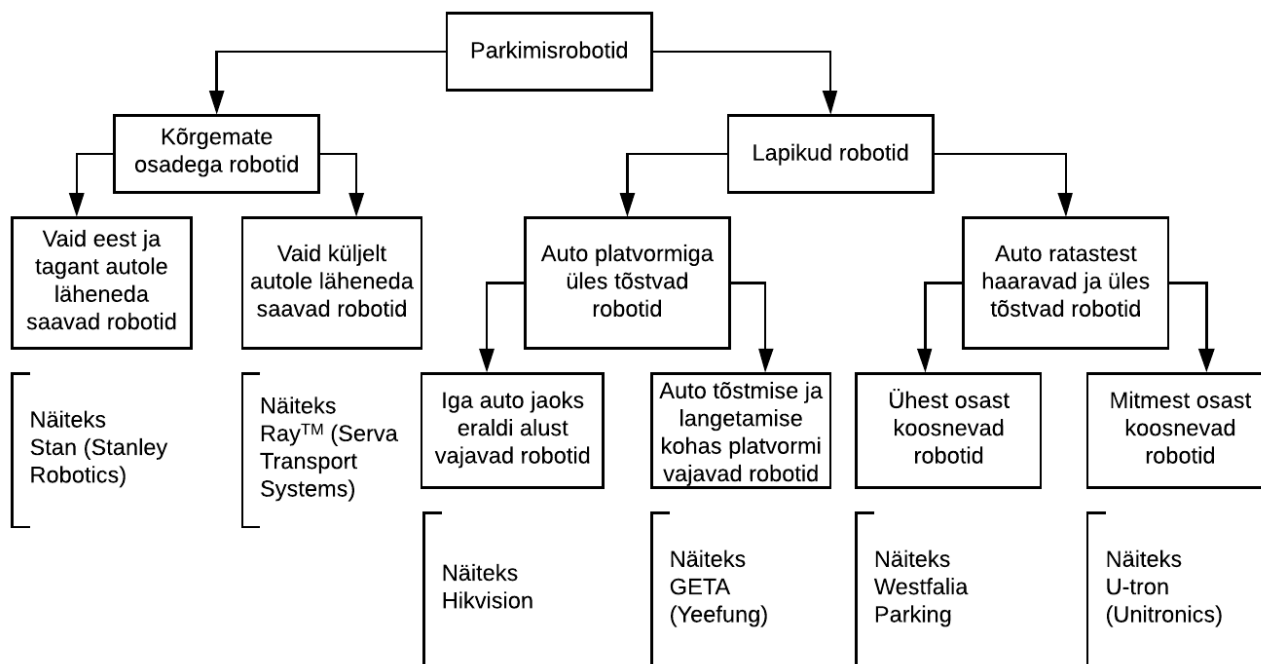 Parkimisrobotid
Kõrgemate
osadega robotid
Lapikud robotid
Vaid eest ja
tagant autole
läheneda
saavad robotid
Vaid küljelt
autole läheneda
saavad robotid
Auto platvormiga
üles tõstvad
robotid
Auto ratastest
haaravad ja üles
tõstvad robotid
Näiteks
Stan (Stanley
Robotics)
Näiteks
Ray™ (Serva
Transport
Systems)
Iga auto jaoks
eraldi alust
vajavad robotid
Auto tõstmise ja
langetamise
kohas platvormi
vajavad robotid
Ühest osast
koosnevad
robotid
Mitmest osast
koosnevad
robotid
Näiteks
Hikvision
Näiteks
GETA
(Yeefung)
Näiteks
Westfalia
Parking
Näiteks
U-tron
(Unitronics)